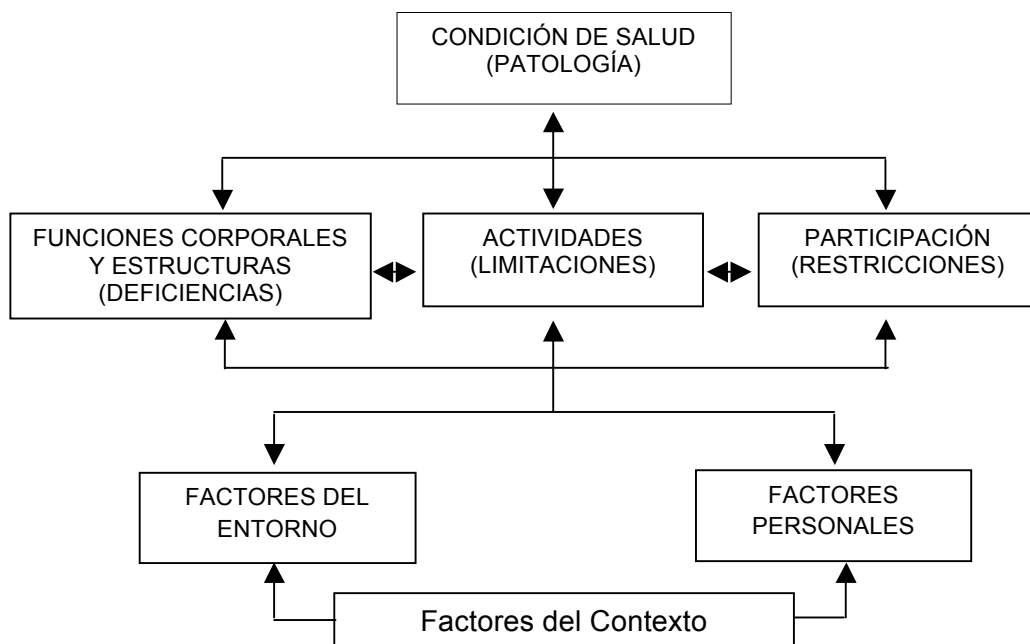 CONDICIÓN DE SALUD
(PATOLOGÍA)
FUNCIONES CORPORALES
Y ESTRUCTURAS
(DEFICIENCIAS)
ACTIVIDADES
(LIMITACIONES)
PARTICIPACIÓN
(RESTRICCIONES)
FACTORES DEL
ENTORNO
FACTORES
PERSONALES
Factores del Contexto